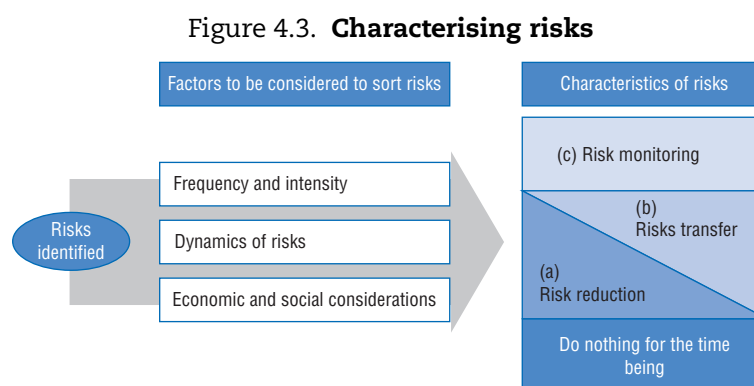 Figure 4.3. Characterising risks
Factors to be considered to sort risks
Characteristics of risks
Risks
identified
Frequency and intensity
Dynamics of risks
Economic and social considerations
(c) Risk monitoring
(b)
Risks transfer
(a)
Risk reduction
Do nothing for the time
being